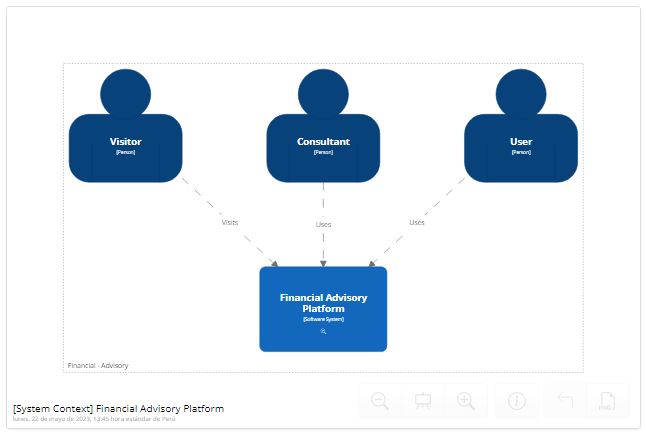 Visitor
[Person]
Consultant
[Person]
User
[Person]
Visits
Uses
Uses
Financial Advisory
Platform
[Software System]
Financial - Advisory
[System Context] Financial Advisory Platform
lunes, 22 de mayo de 2023, 13:45 hora estándar de Perú
PNG